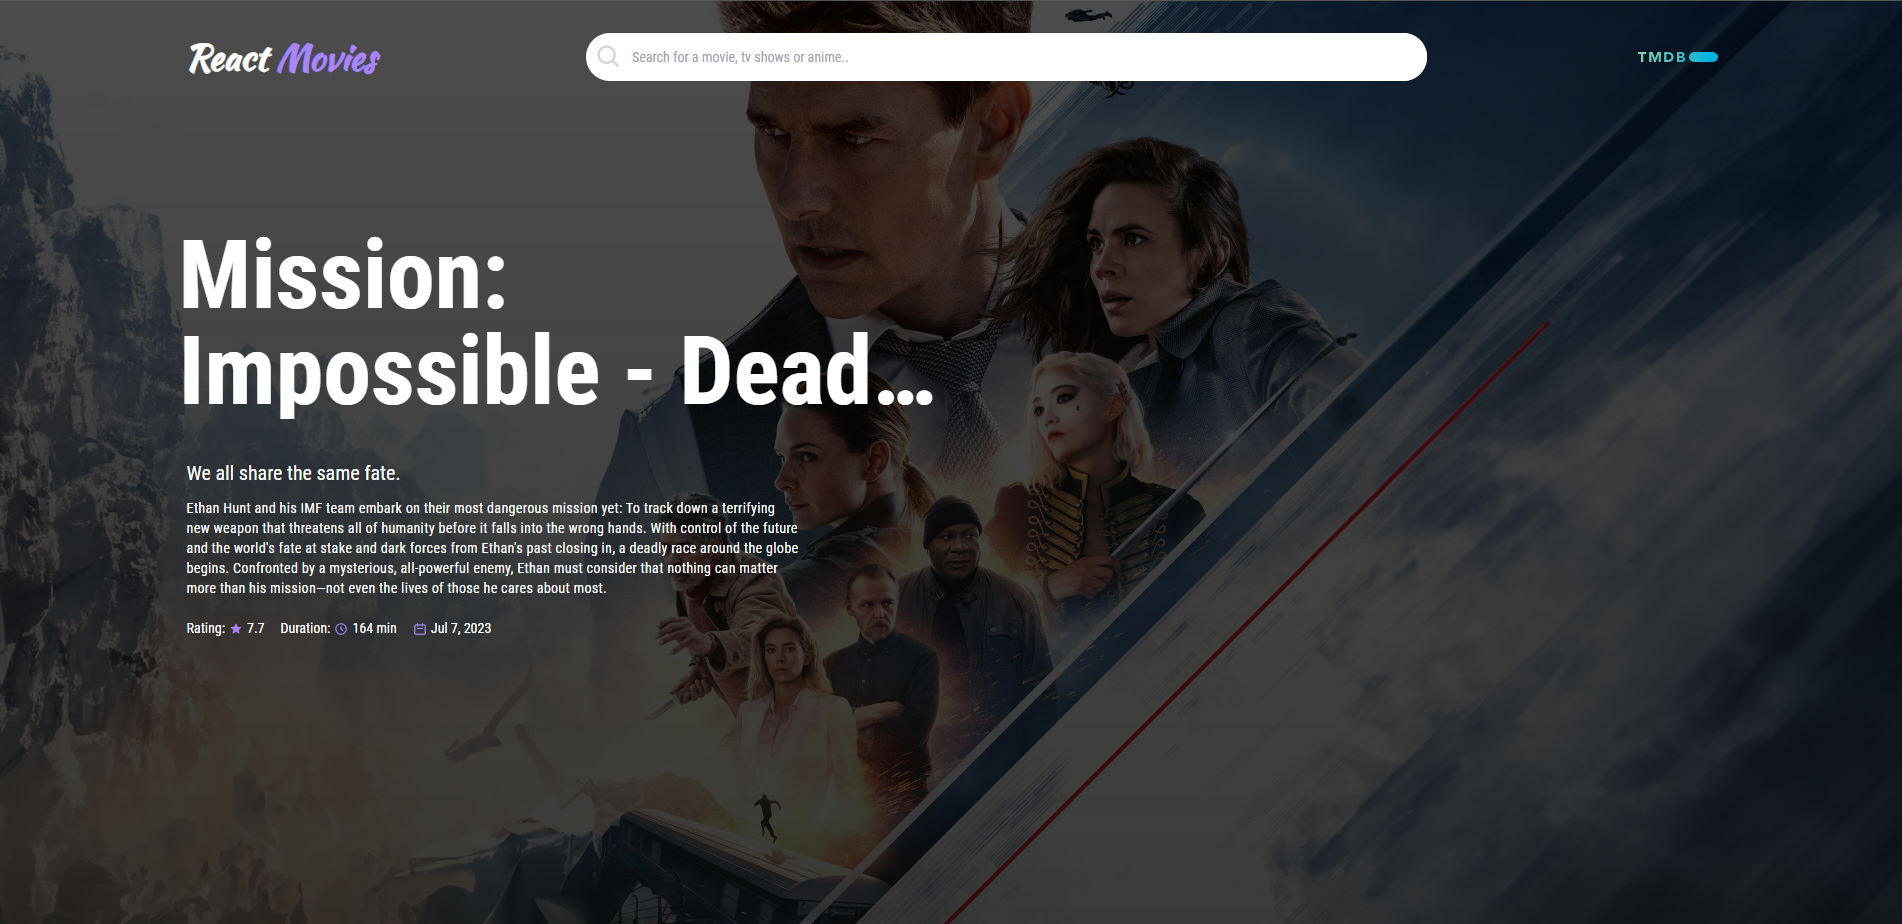 React Movies
Search for a movie, tv shows or anime..
TMDB
Mission:
Impossible - Dead...
We all share the same fate.
Ethan Hunt and his IMF team embark on their most dangerous mission yet: To track down a terrifying
new weapon that threatens all of humanity before it falls into the wrong hands. With control of the future
and the world's fate at stake and dark forces from Ethan's past closing in, a deadly race around the globe
begins. Confronted by a mysterious, all-powerful enemy, Ethan must consider that nothing can matter
more than his mission—not even the lives of those he cares about most.
Rating: 7.7 Duration: 164 min Jul 7, 2023